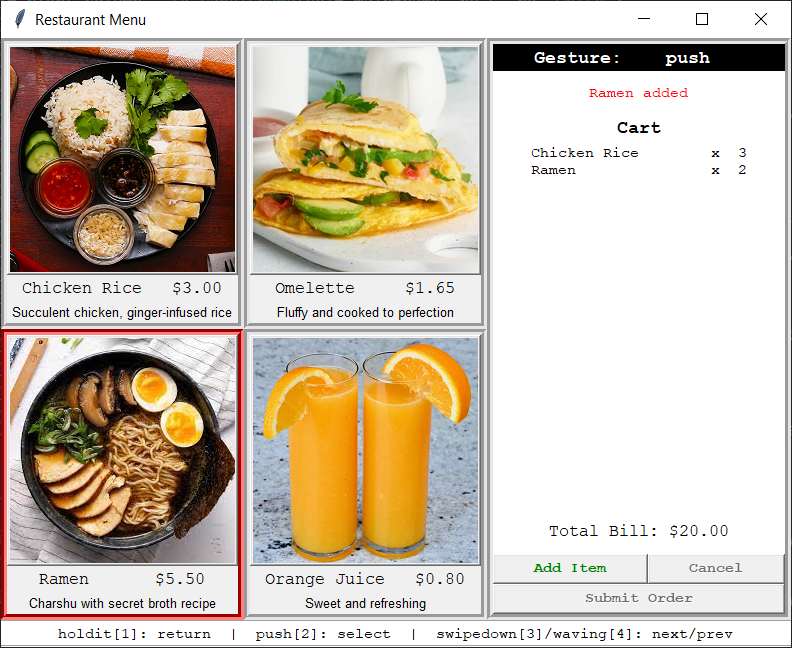 Restaurant Menu
Chicken Rice $3.00
Succulent chicken, ginger-infused rice
Omelette $1.65
Fluffy and cooked to perfection
Ramen $5.50
Charshu with secret broth recipe
Orange Juice $0.80
Sweet and refreshing
Gesture: push
Ramen added
Cart
Chicken Rice x 3
Ramen x 2
Total Bill: $20.00
Add Item Cancel
Submit Order
holdit[1]: return | push[2]: select | swipedown[3]/waving[4]: next/prev